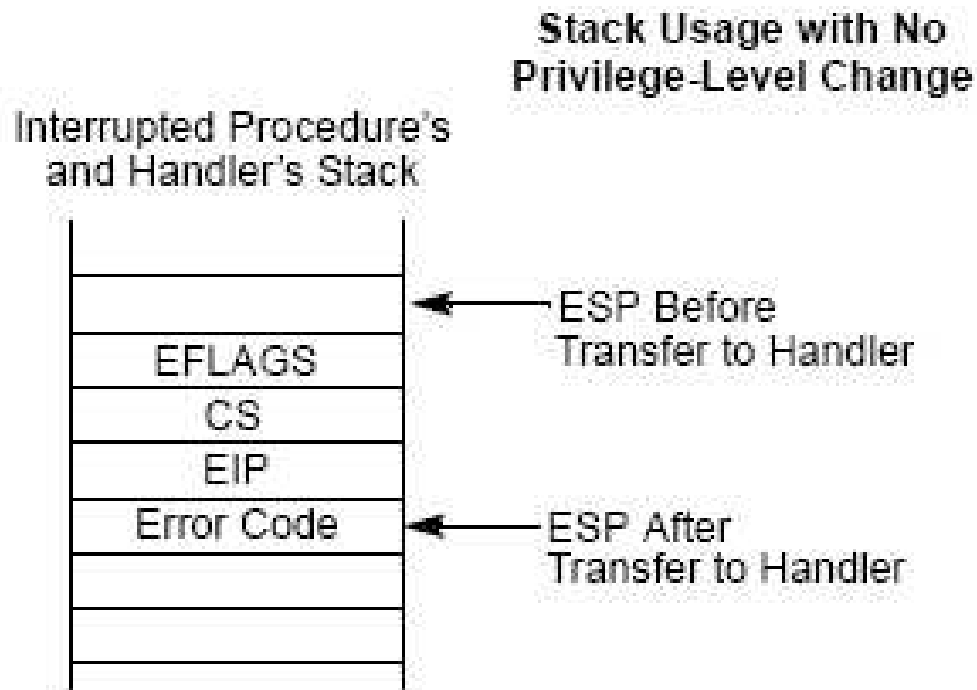 Stack Usage with No
Privilege-Level Change
Interrupted Procedure's
and Handler's Stack
ESP Before
Transfer to Handler
EFLAGS
CS
EIP
Error Code
ESP After
Transfer to Handler